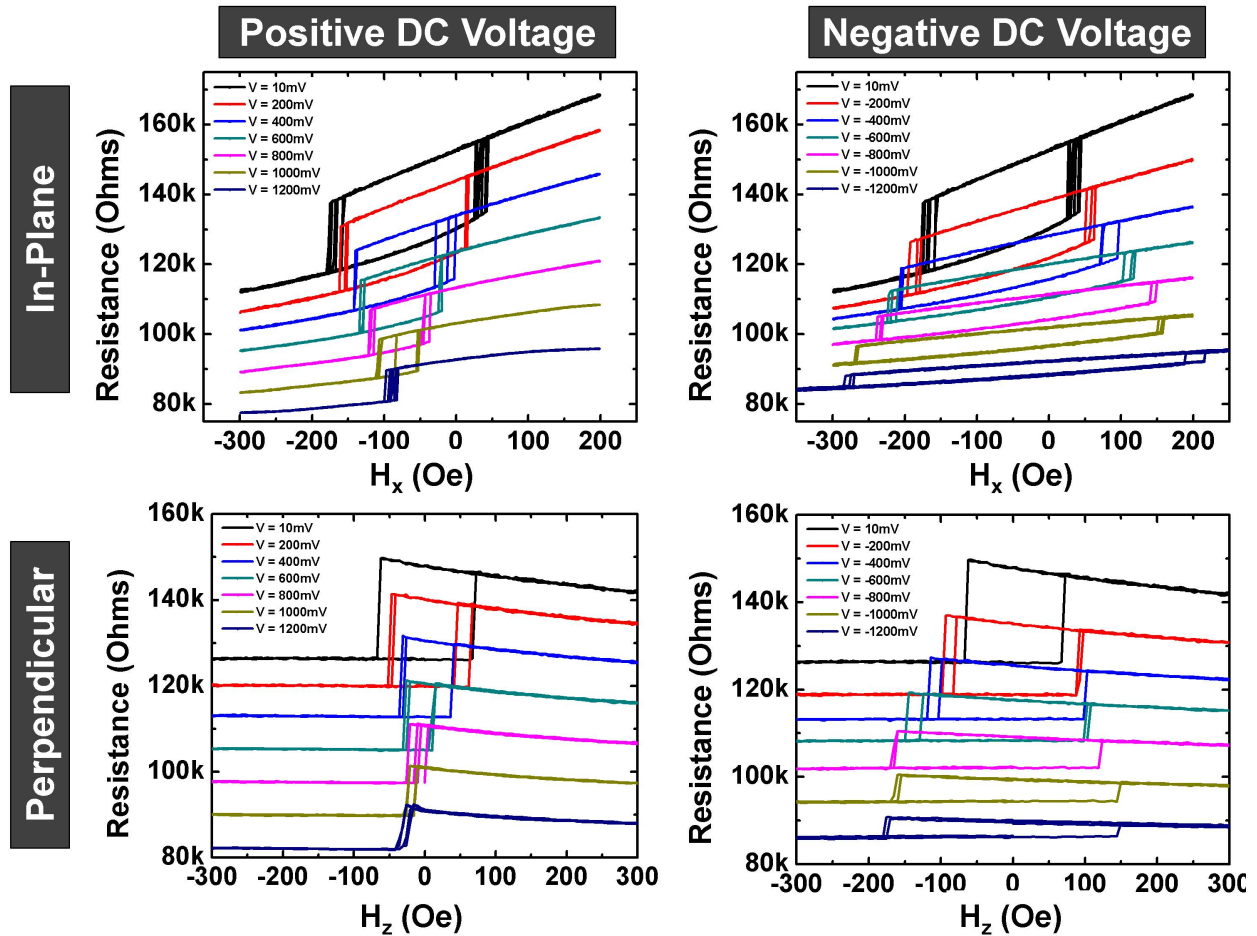 Positive DC Voltage
Negative DC Voltage
In-Plane
Resistance (Ohms)
160k
140k
120k
100k
80k
V = 10mV
V = 200mV
V = 400mV
V = 600mV
V = 800mV
V = 1000mV
V = 1200mV
-300 -200 -100 0 100 200
Hx (Oe)
Resistance (Ohms)
160k
140k
120k
100k
80k
V = 10mV
V = -200mV
V = -400mV
V = -600mV
V = -800mV
V = -1000mV
V = -1200mV
-300 -200 -100 0 100 200
Hx (Oe)
Perpendicular
Resistance (Ohms)
160k
140k
120k
100k
80k
V = 10mV
V = 200mV
V = 400mV
V = 600mV
V = 800mV
V = 1000mV
V = 1200mV
-300 -200 -100 0 100 200 300
Hz (Oe)
Resistance (Ohms)
160k
140k
120k
100k
80k
V = 10mV
V = -200mV
V = -400mV
V = -600mV
V = -800mV
V = -1000mV
V = -1200mV
-300 -200 -100 0 100 200 300
Hz (Oe)